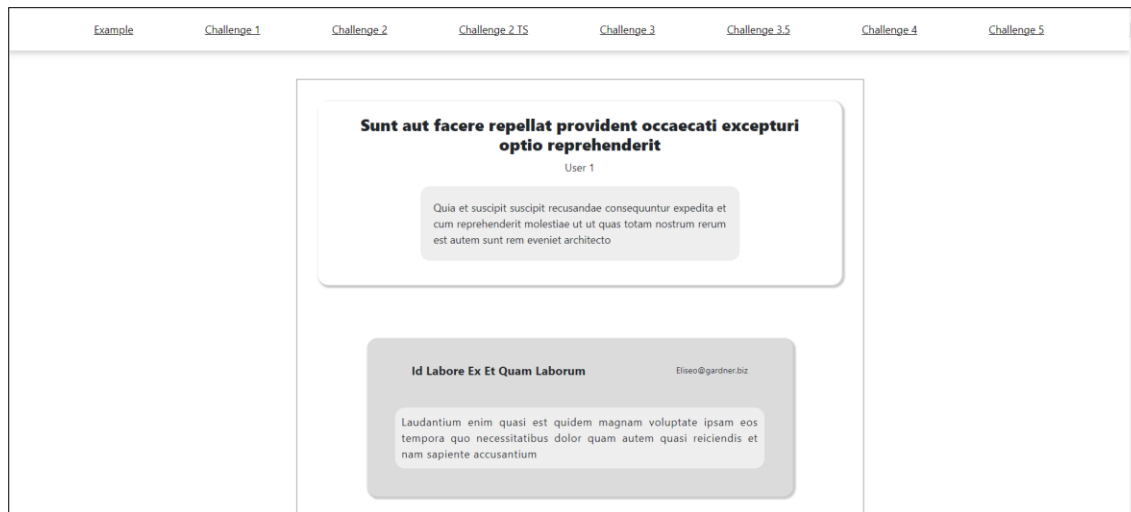 Example Challenge 1 Challenge 2 Challenge 2 TS Challenge 3 Challenge 3.5 Challenge 4 Challenge 5
Sunt aut facere repellat provident occaecati excepturi
optio reprehenderit
User 1
Quia et suscipit suscipit recusandae consequuntur expedita et
cum reprehenderit molestiae ut ut quas totam nostrum rerum
est autem sunt rem eveniet architecto
Id Labore Ex Et Quam Laborum Eliseo@gardner.biz
Laudantium enim quasi est quidem magnam voluptate ipsam eos
tempora quo necessitatibus dolor quam autem quasi reiciendis et
nam sapiente accusantium